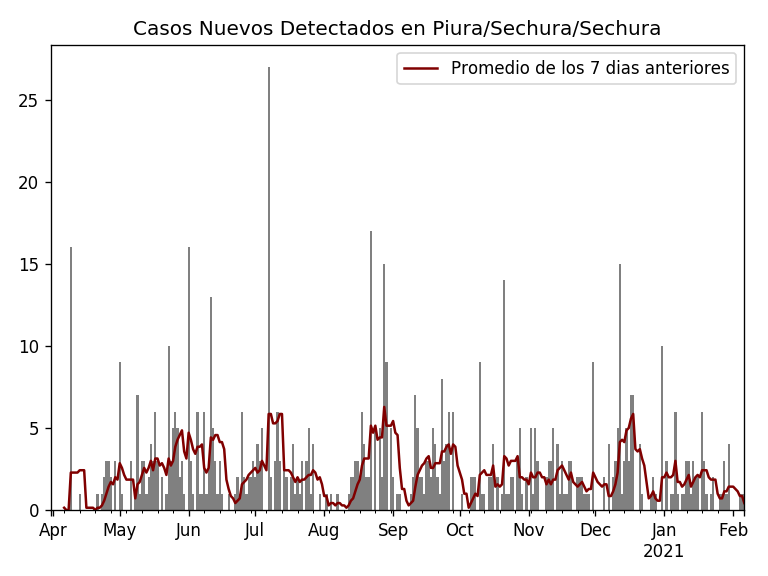 Casos Nuevos Detectados en Piura/Sechura/Sechura
Promedio de los 7 dias anteriores
25
20
15
10
5
0
Apr May Jun Jul Aug Sep Oct Nov Dec Jan Feb
2021